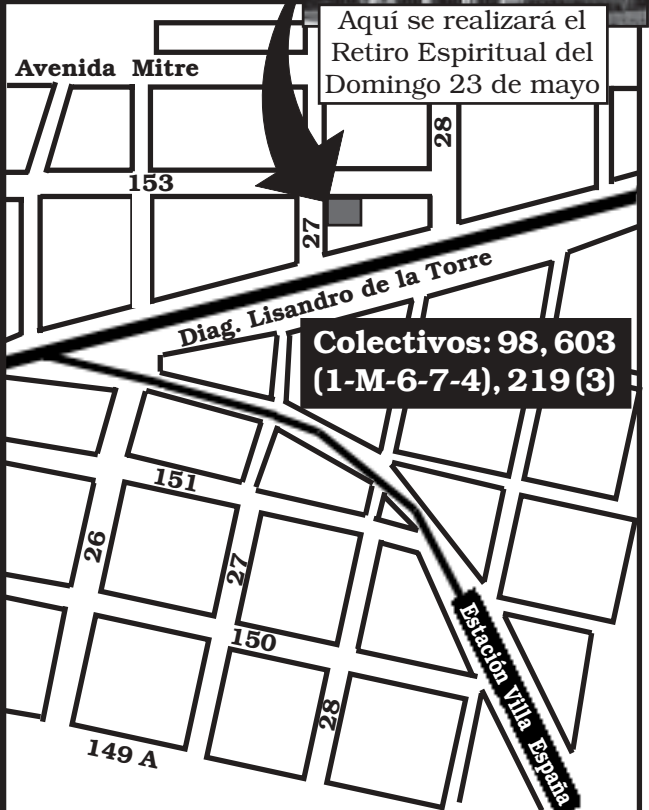 Aquí se realizará el
Retiro Espiritual del
Domingo 23 de mayo
Avenida Mitre
28
153
27
Diag. Lisandro de la Torre
Colectivos: 98, 603
(1-M-6-7-4), 219 (3)
151
26
27
150
28
149 A
Estación Villa España